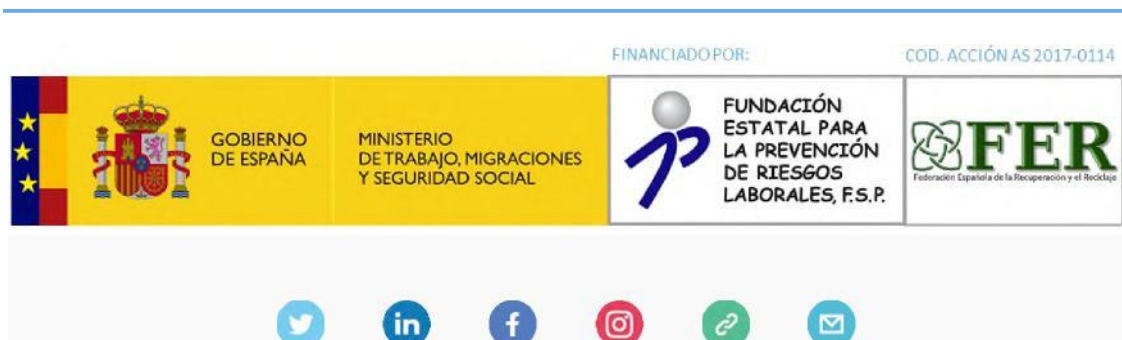 FINANCIADO POR:
COD. ACCIÓN AS 2017-0114
GOBIERNO
DE ESPAÑA
MINISTERIO
DE TRABAJO, MIGRACIONES
Y SEGURIDAD SOCIAL
FUNDACIÓN
ESTATAL PARA
LA PREVENCIÓN
DE RIESGOS
LABORALES, F.S.P.
FER
Federación Española de la Recuperación y el Reciclaje
in
f